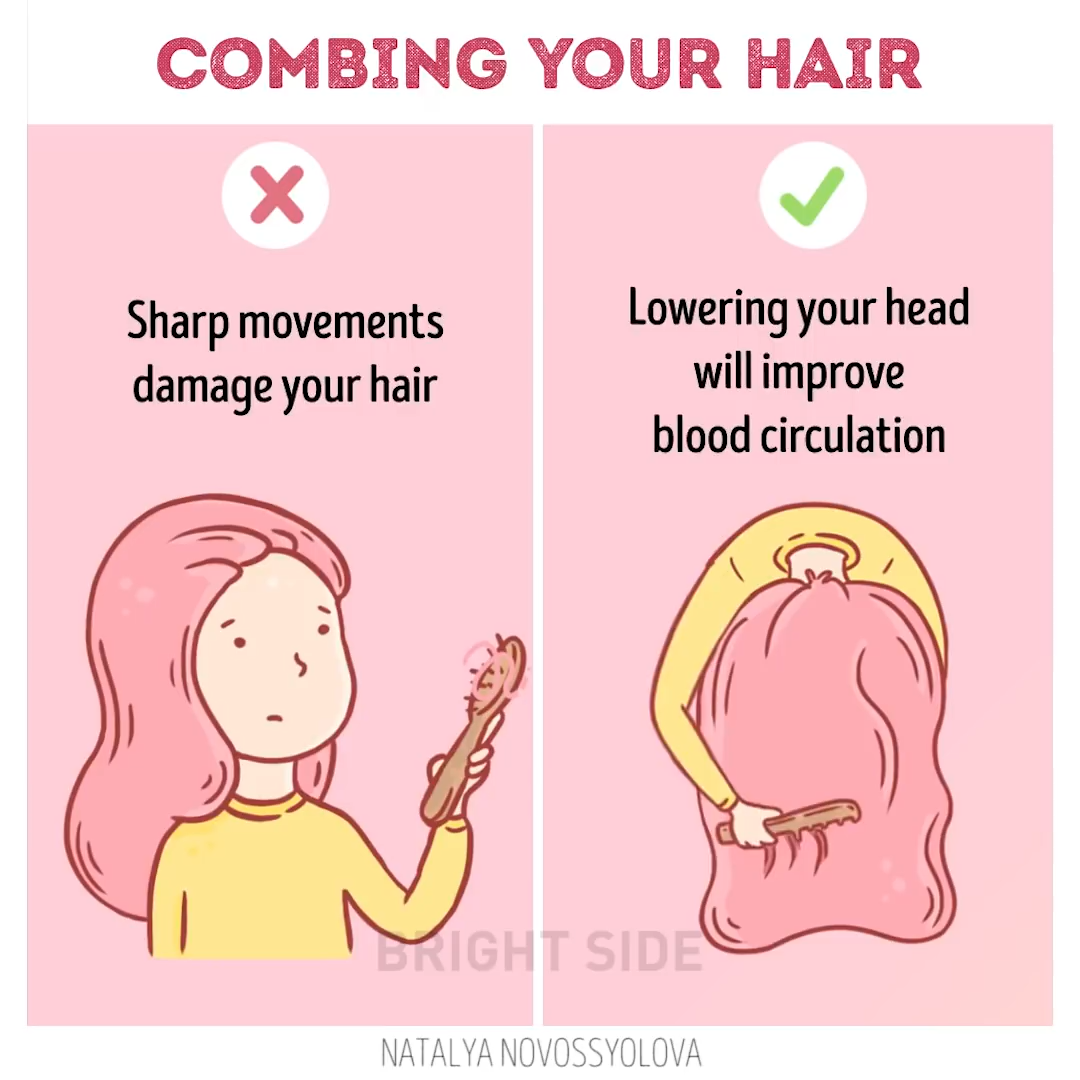 COMBING YOUR HAIR
Sharp movements
damage your hair
Lowering your head
will improve
blood circulation
BRIGHT SIDE
NATALYA NOVOSSYOLOVA